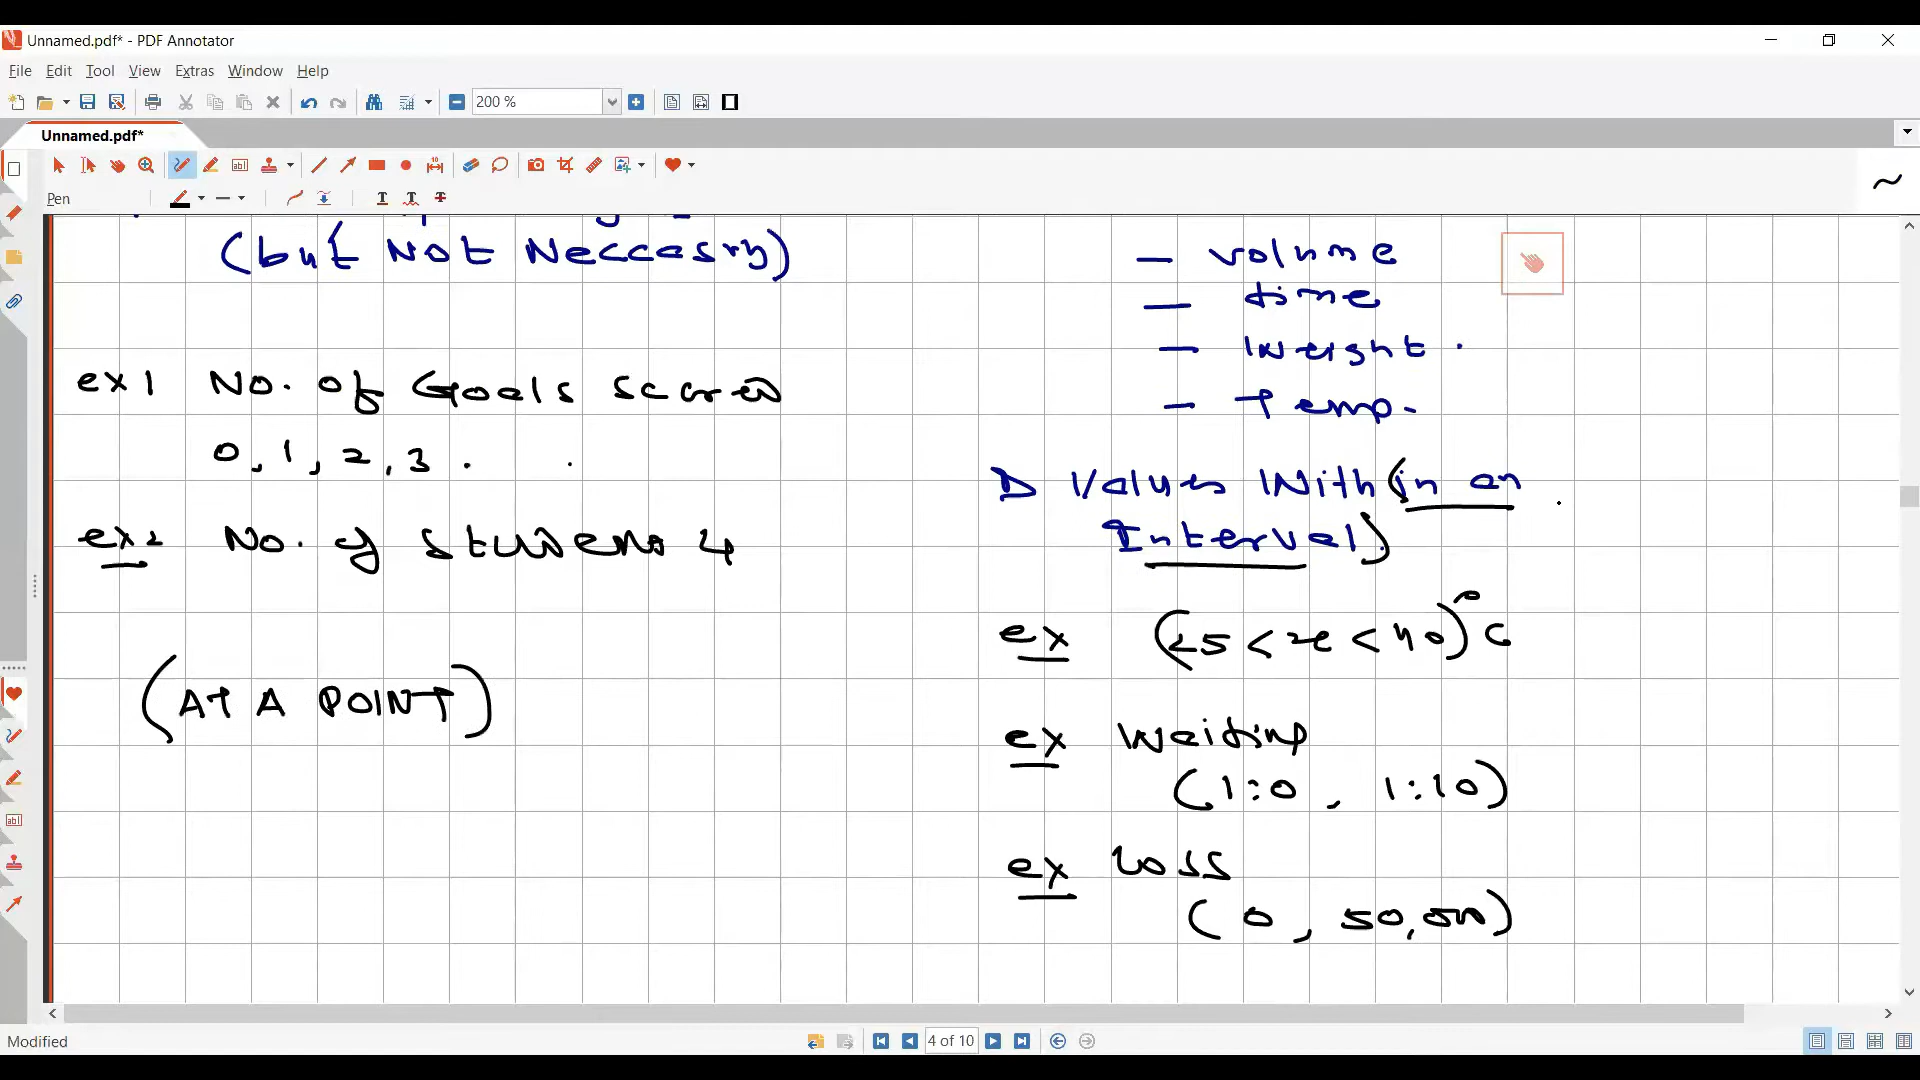 Unnamed.pdf* - PDF Annotator
File Edit Tool View Extras Window Help
200 %
Unnamed.pdf*
Pen
(but Not Neccesry)
ex 1 No. of Goals scored
0, 1, 2, 3 . .
ex 2 No. of students 4
(AT A POINT)
— volume
— time
— Weight .
- Temp.
Values With(in an
Interval)
ex (25 < x < 40)° C
ex Waiting
(1:0 , 1:10)
ex Loss
( 0 , 50,000)
Modified
4 of 10